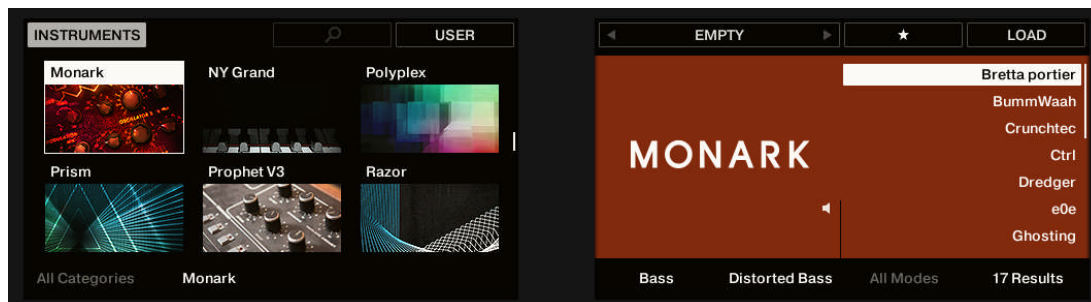 INSTRUMENTS
USER
Monark
NY Grand
Polyplex
Prism
Prophet V3
Razor
All Categories
Monark
EMPTY
LOAD
MONARK
Bretta portier
BummWaah
Crunchtec
Ctrl
Dredger
e0e
Ghosting
Bass
Distorted Bass
All Modes
17 Results